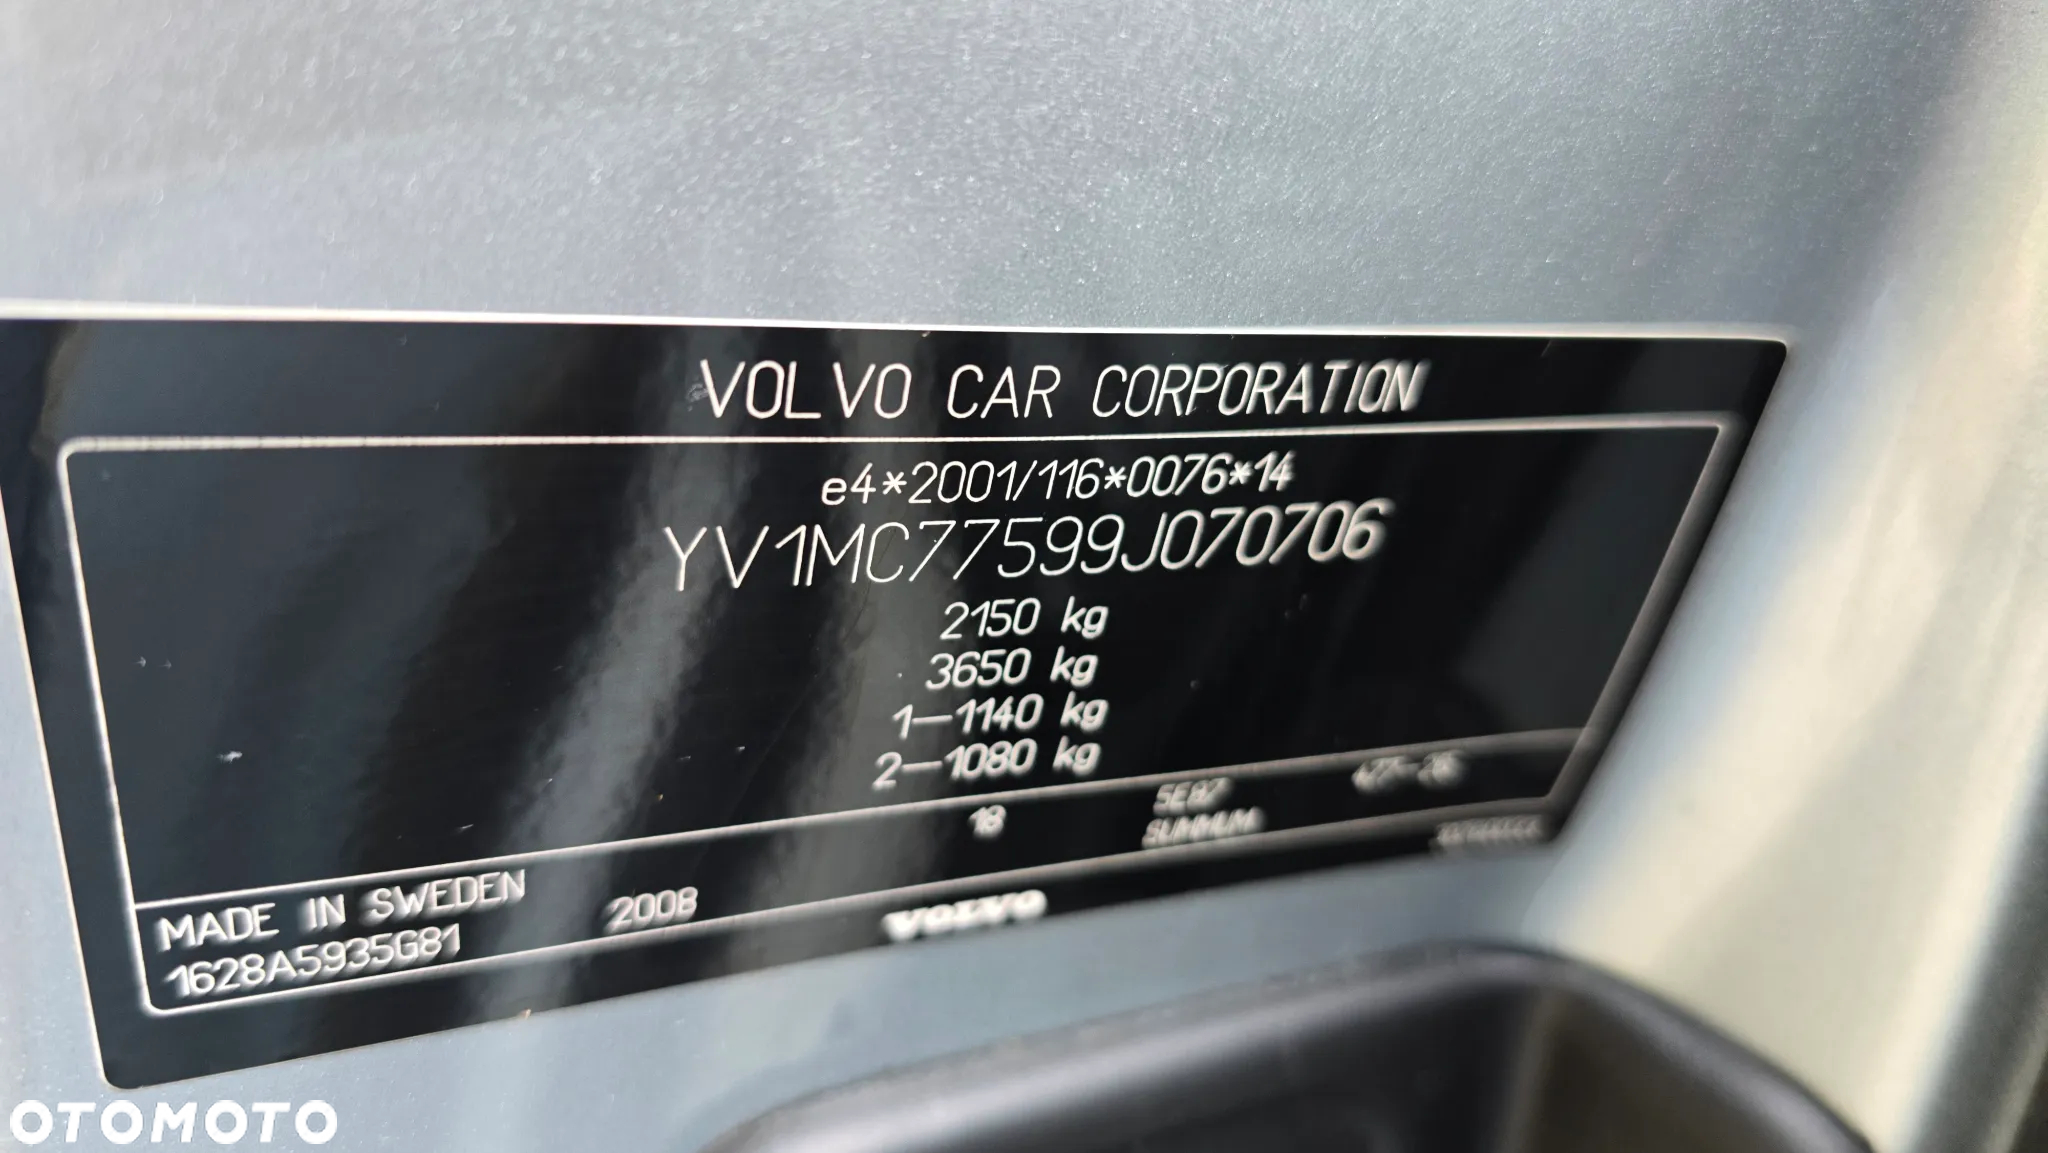 VOLVO CAR CORPORATION
e4*2001/116*0076*14
YV1MC77599J070706
2150 kg
3650 kg
1-1140 kg
2-1080 kg
18
MADE IN SWEDEN
2008
SUMMUM
1628A5935G81
VOLVO
OTOMOTO